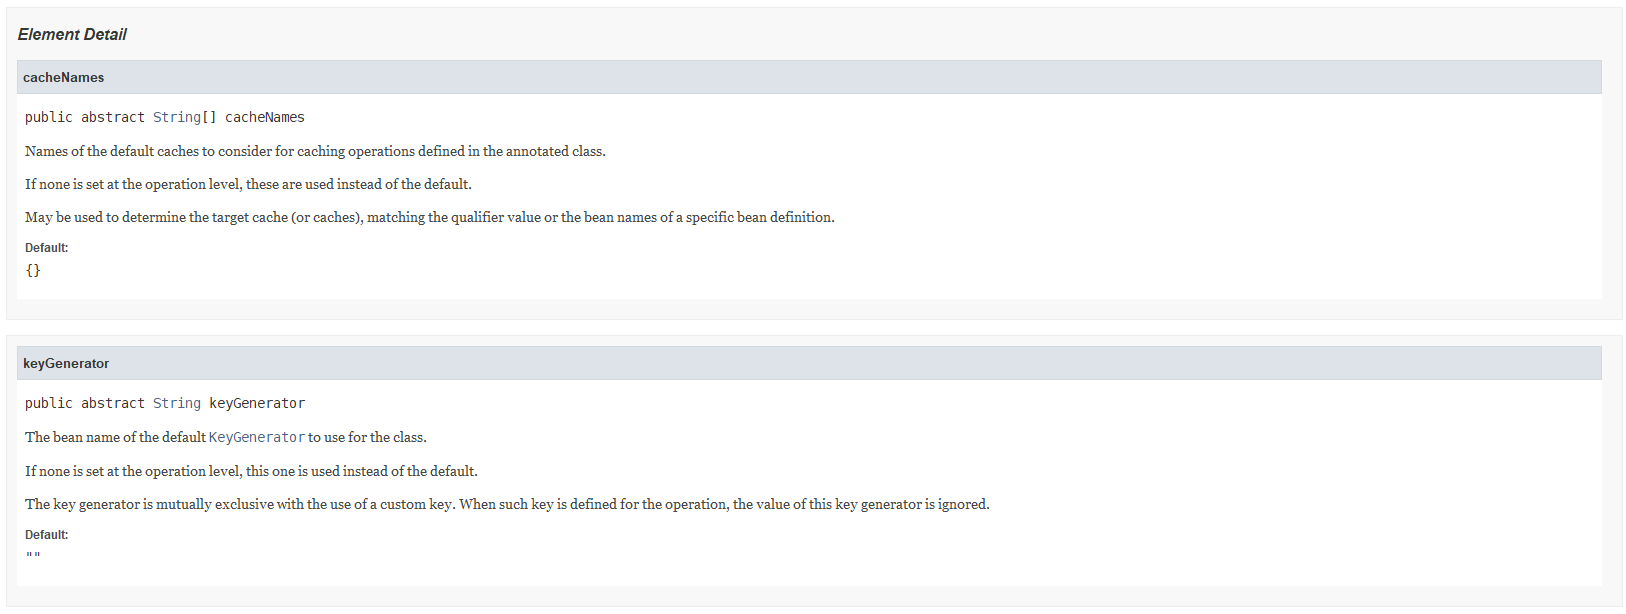 Element Detail
cacheNames
public abstract String[] cacheNames
Names of the default caches to consider for caching operations defined in the annotated class.
If none is set at the operation level, these are used instead of the default.
May be used to determine the target cache (or caches), matching the qualifier value or the bean names of a specific bean definition.
Default:
{}
keyGenerator
public abstract String keyGenerator
The bean name of the default KeyGenerator to use for the class.
If none is set at the operation level, this one is used instead of the default.
The key generator is mutually exclusive with the use of a custom key. When such key is defined for the operation, the value of this key generator is ignored.
Default:
""